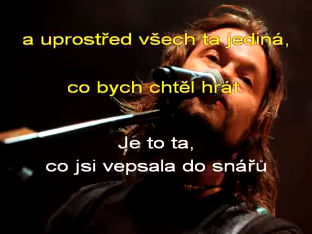 a uprostřed všech ta jediná,
co bych chtěl hrát
Je to ta,
co jsi vepsala do snářů